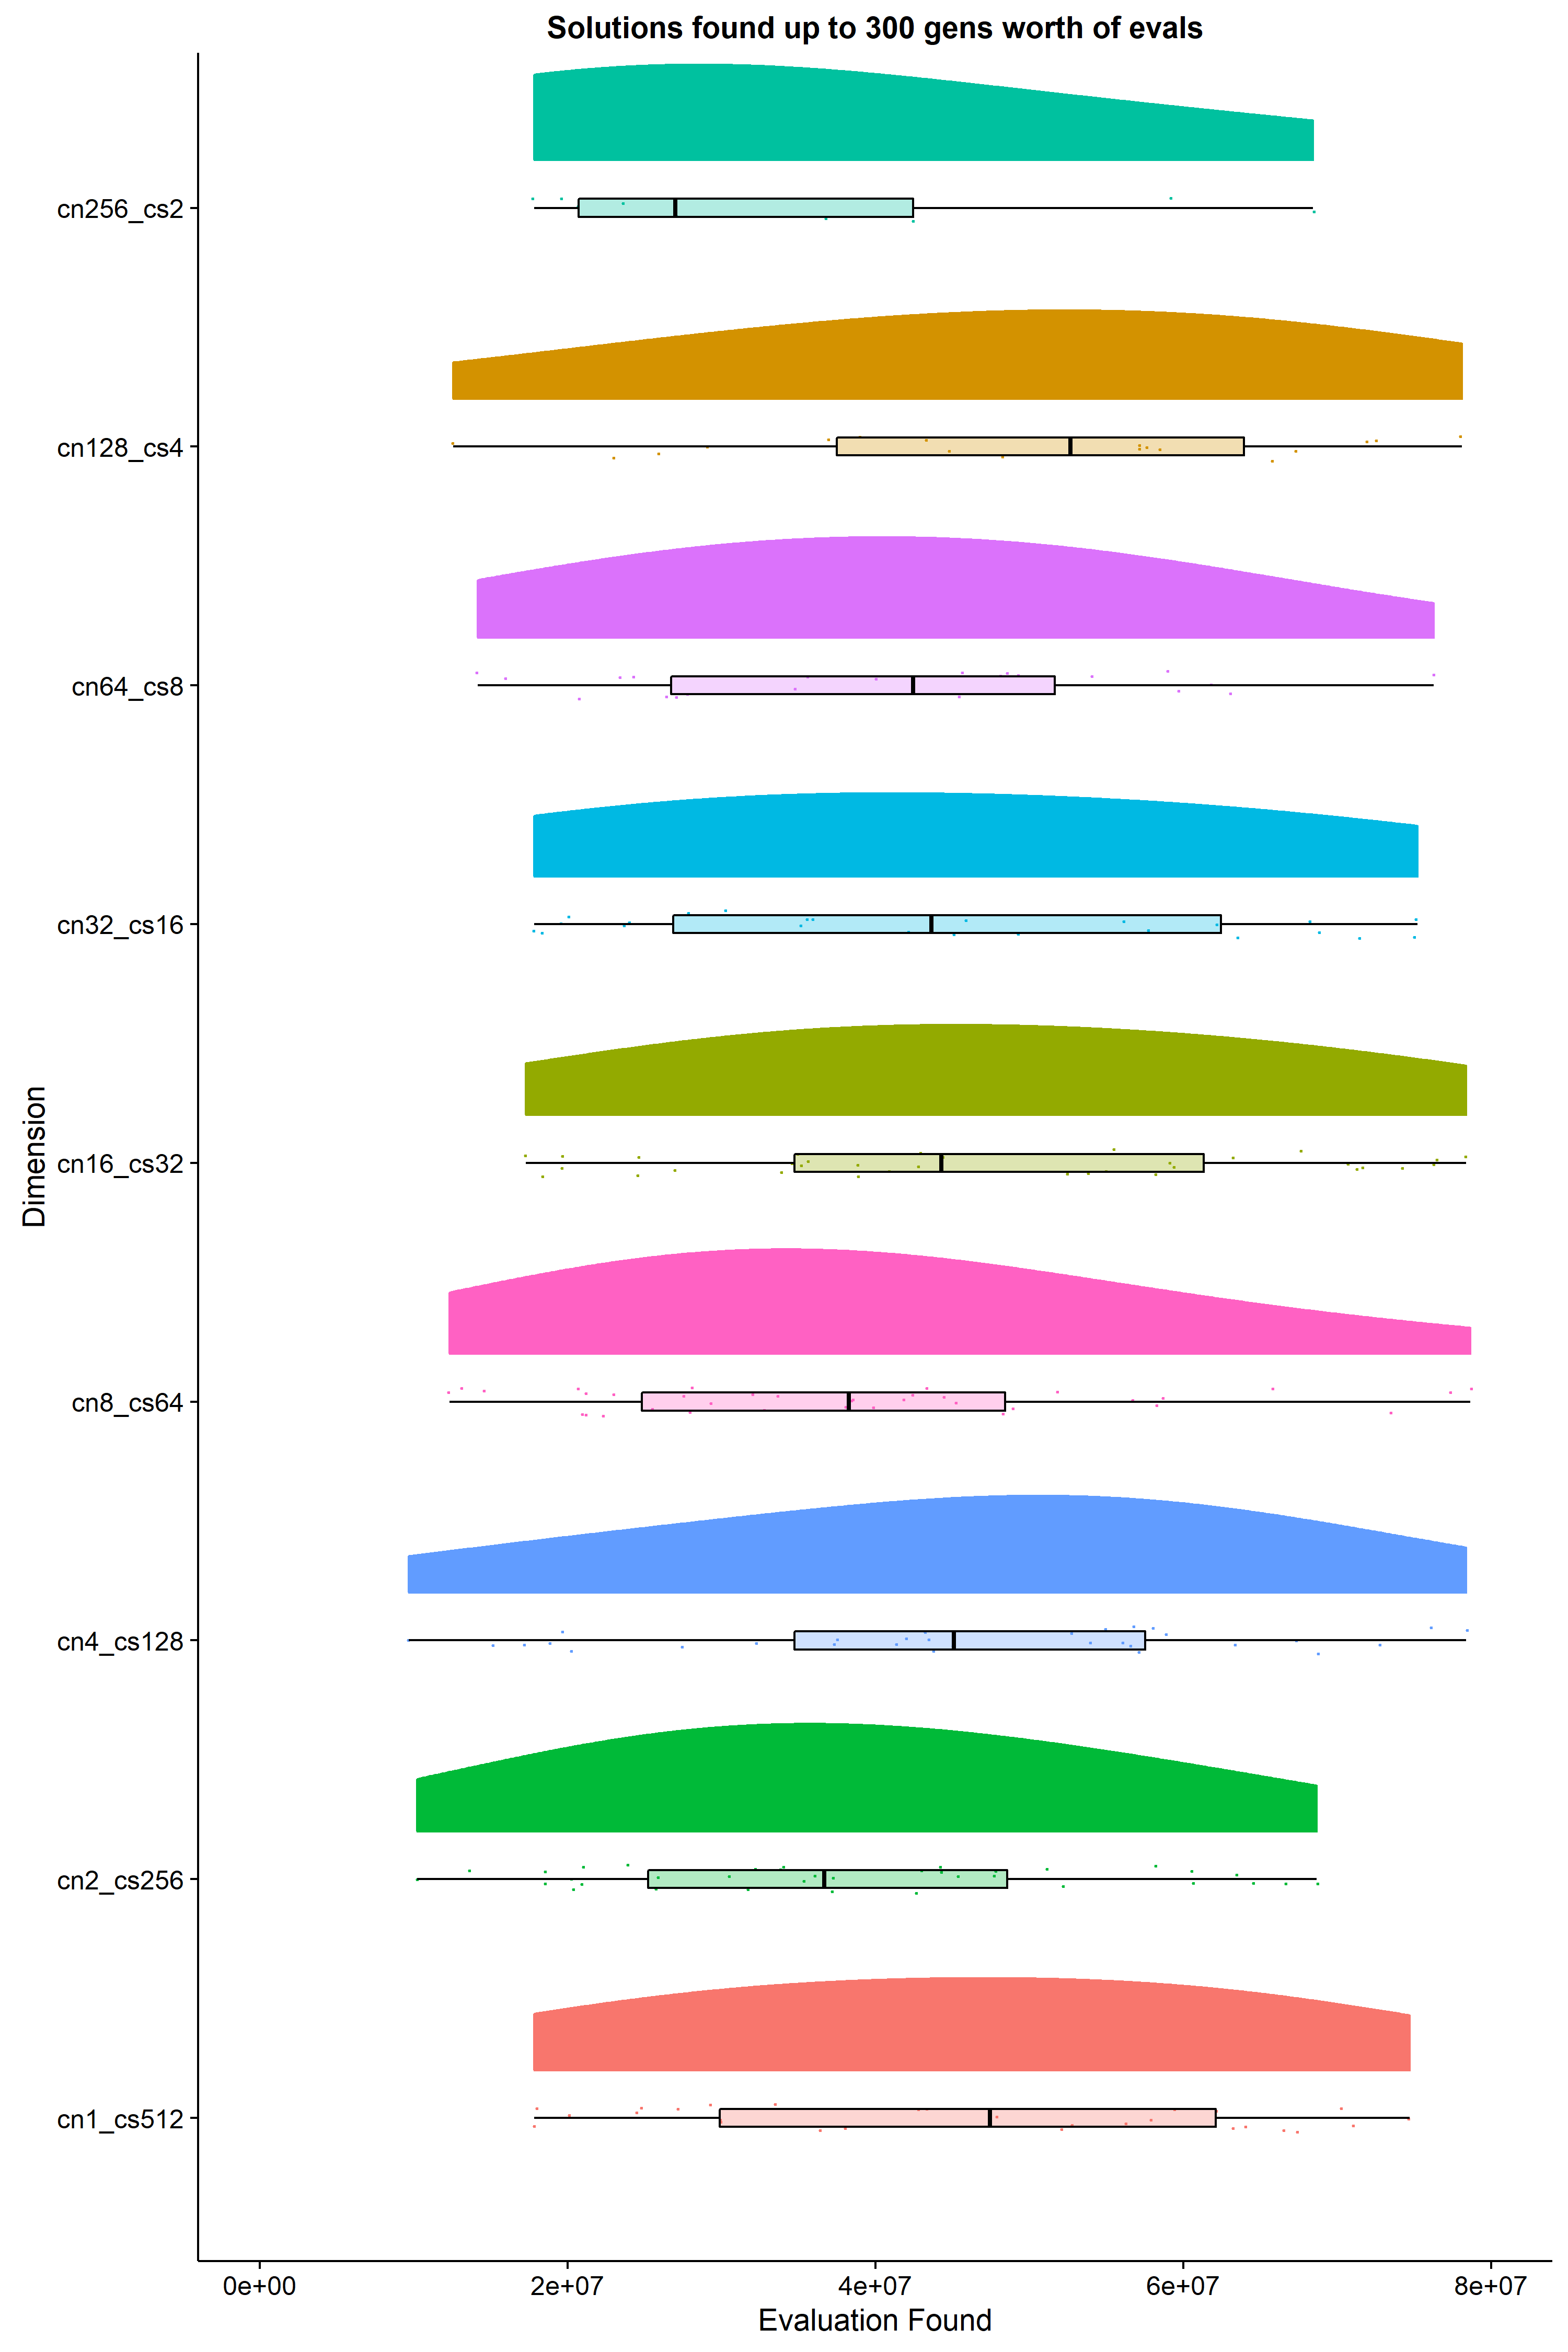 Solutions found up to 300 gens worth of evals
cn256_cs2
cn128_cs4
cn64_cs8
cn32_cs16
cn16_cs32
cn8_cs64
cn4_cs128
cn2_cs256
cn1_cs512
Dimension
0e+00 2e+07 4e+07 6e+07 8e+07
Evaluation Found